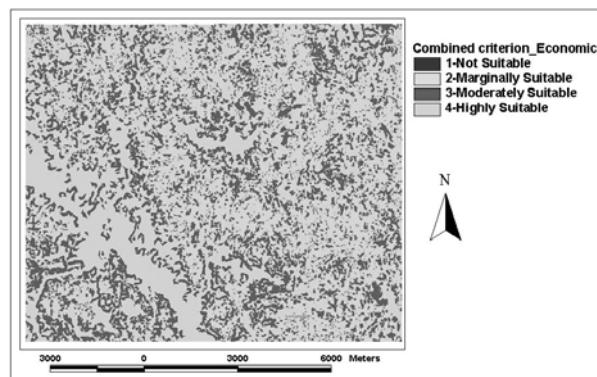 Combined criterion_Economic
1-Not Suitable
2-Marginally Suitable
3-Moderately Suitable
4-Highly Suitable
N
3000 0 3000 6000 Meters